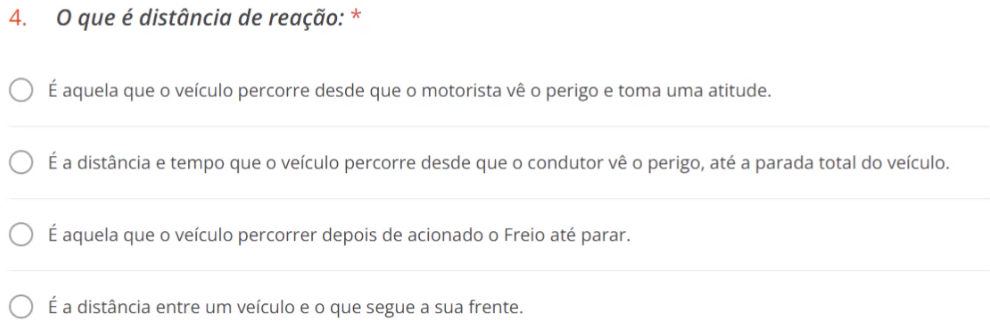 4. O que é distância de reação: *
É aquela que o veículo percorre desde que o motorista vê o perigo e toma uma atitude.
É a distância e tempo que o veículo percorre desde que o condutor vê o perigo, até a parada total do veículo.
É aquela que o veículo percorrer depois de acionado o Freio até parar.
É a distância entre um veículo e o que segue a sua frente.